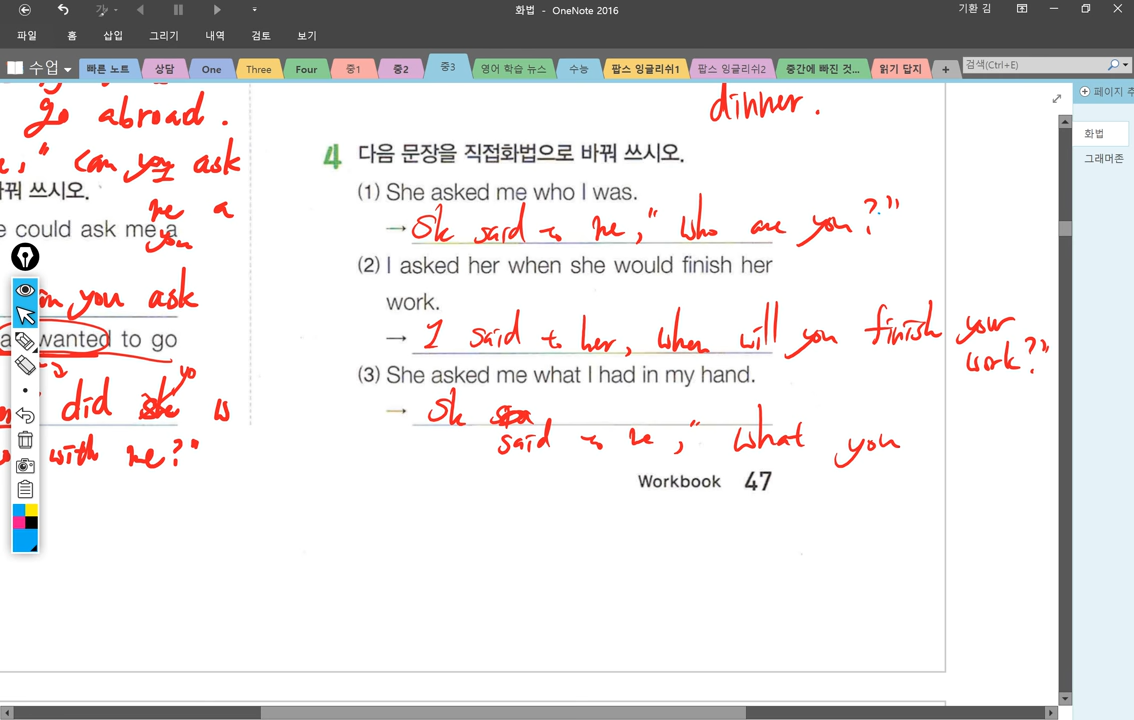 화법 - OneNote 2016
기환 김
파일 홈 삽입 그리기 내역 검토 보기
수업 빠른 노트 상담 One Three Four 중1 중2 중3 영어 학습 뉴스 수능 팝스 잉글리쉬1 팝스 잉글리쉬2 중간에 빠진 것... 읽기 답지 + 검색(Ctrl+E)
페이지 추
화법
그래머존
go abroad.
e," can you ask
me a
you
꿔 쓰시오.
e could ask me a
you ask
wanted to go
did she yo
with me?"
dinner.
4 다음 문장을 직접화법으로 바꿔 쓰시오.
(1) She asked me who I was.
→ She said to me, "who are you?"
(2) I asked her when she would finish her
work.
→ I said to her, when will you finish your
work?"
(3) She asked me what I had in my hand.
→ She
said to me, " what you
Workbook 47